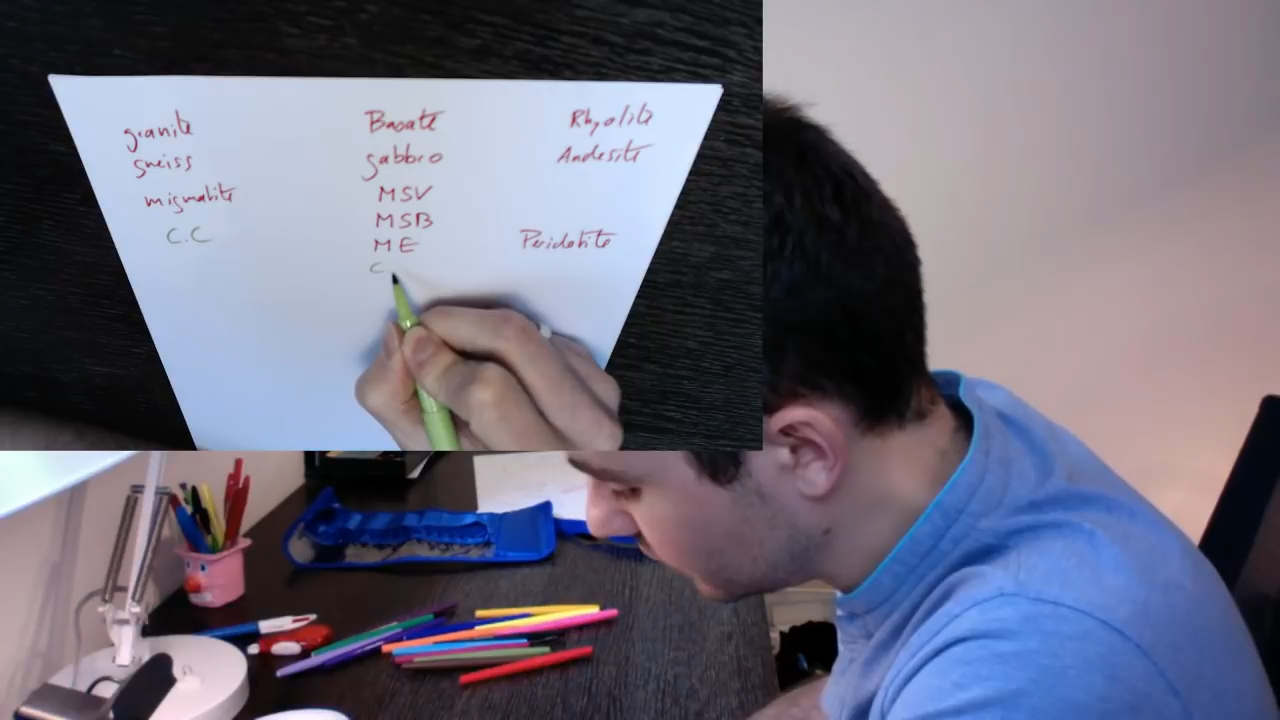 granite
gneiss
migmatite
C.C
Basalte
gabbro
MSV
MSB
ME
C
Rhyolite
Andesite
Peridotite